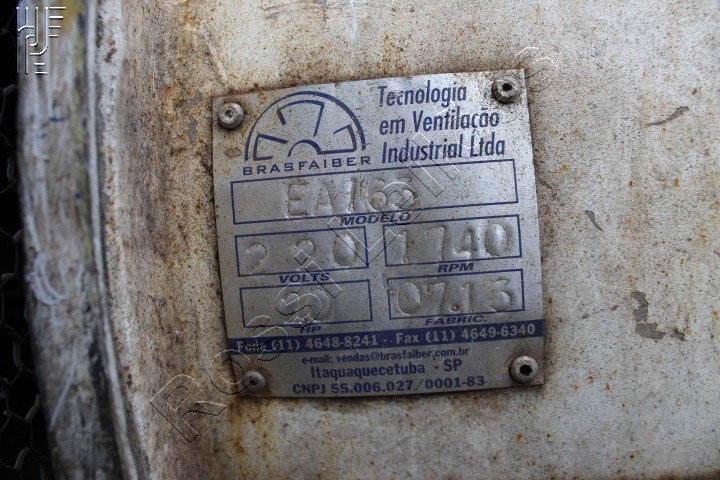 BRASFAIBER
Tecnologia
em Ventilação
Industrial Ltda
MODELO
220
VOLTS
1740
RPM
HP
07.13
FABRIC.
Fone (11) 4648-8241 - Fax (11) 4649-6340
e-mail: vendas@brasfaiber.com.br
Itaquaquecetuba - SP
CNPJ 55.006.027/0001-83